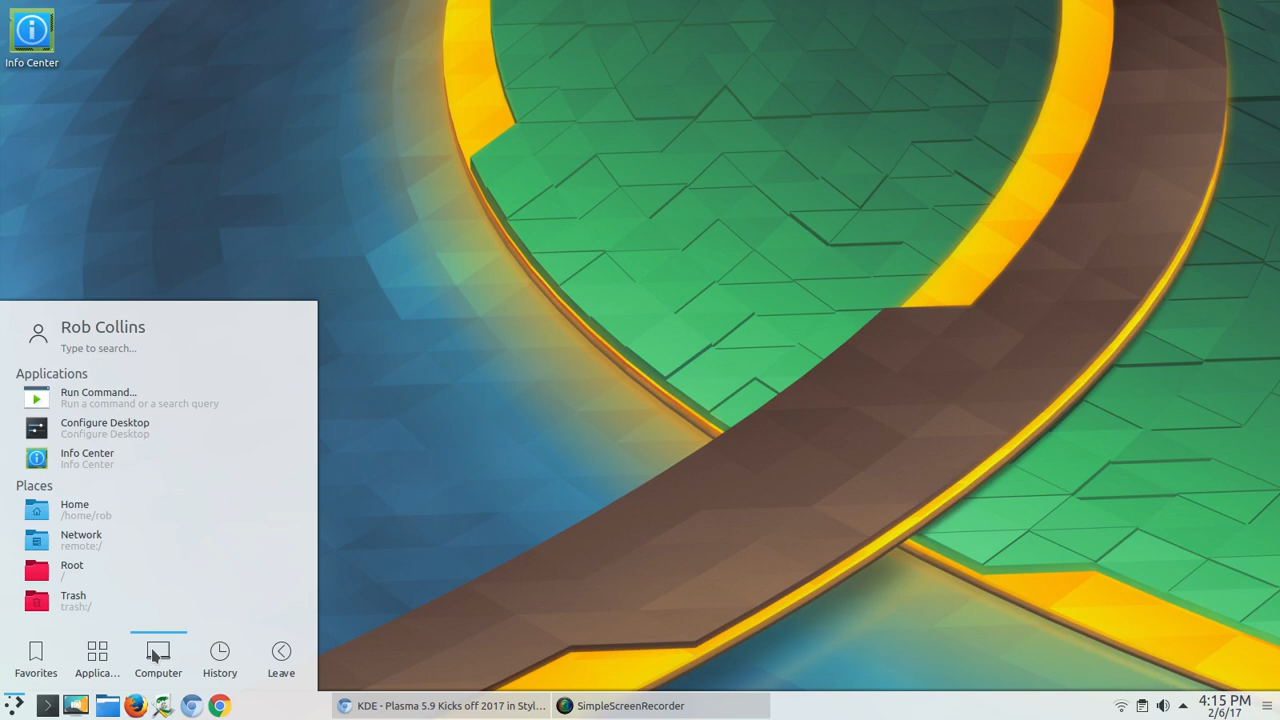 Info Center
Rob Collins
Type to search...
Applications
Run Command...
Run a command or a search query
Configure Desktop
Configure Desktop
Info Center
Info Center
Places
Home
/home/rob
Network
remote:/
Root
/
Trash
trash:/
Favorites
Applica...
Computer
History
Leave
KDE - Plasma 5.9 Kicks off 2017 in Styl...
SimpleScreenRecorder
4:15 PM
2/6/17